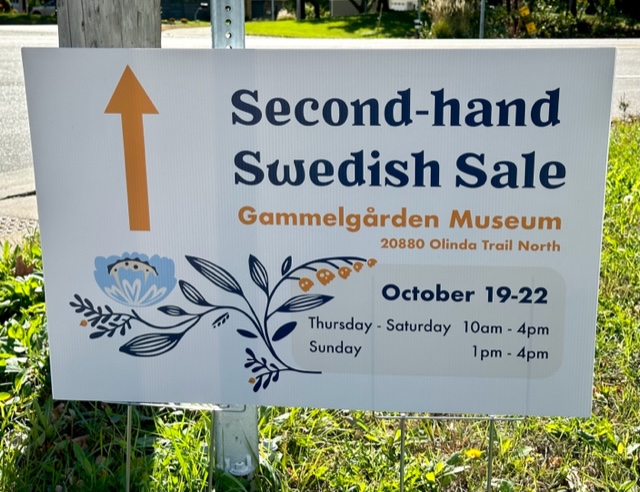 Second-hand
Swedish Sale
Gammelgården Museum
20880 Olinda Trail North
October 19-22
Thursday - Saturday 10am - 4pm
Sunday 1pm - 4pm